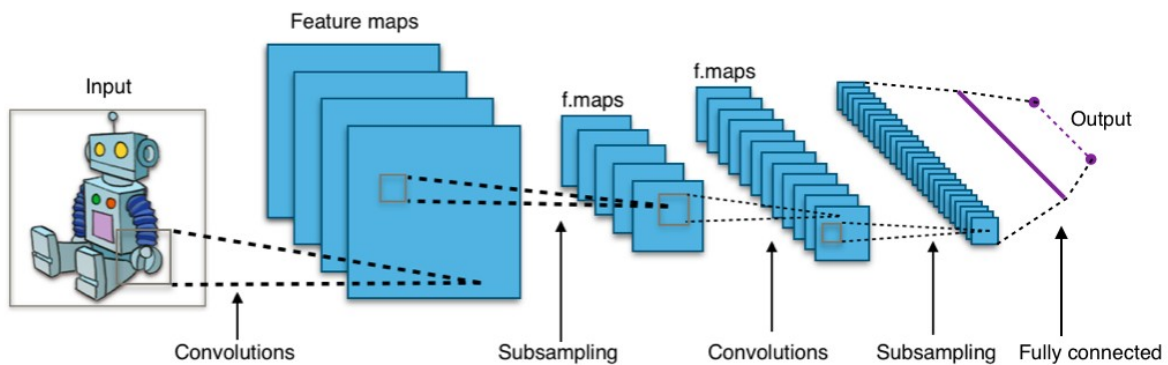 Feature maps
Input
f.maps
f.maps
Output
Convolutions
Subsampling
Convolutions
Subsampling
Fully connected